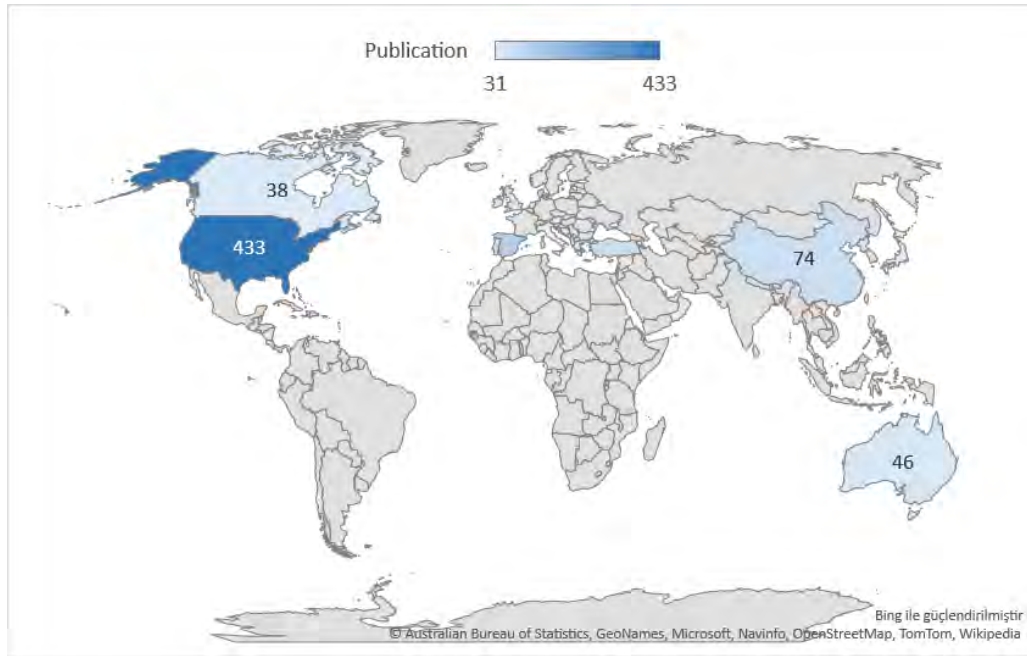 Publication
31 433
38
433
74
46
Bing ile güçlendirilmiştir
© Australian Bureau of Statistics, GeoNames, Microsoft, Navinfo, OpenStreetMap, TomTom, Wikipedia